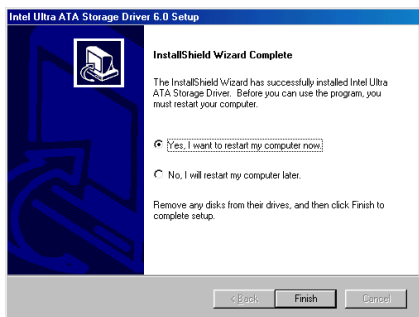 Intel Ultra ATA Storage Driver 6.0 Setup
InstallShield Wizard Complete
The InstallShield Wizard has successfully installed Intel Ultra
ATA Storage Driver. Before you can use the program, you
must restart your computer.
Yes, I want to restart my computer now.
No, I will restart my computer later.
Remove any disks from their drives, and then click Finish to
complete setup.
< Back Finish Cancel